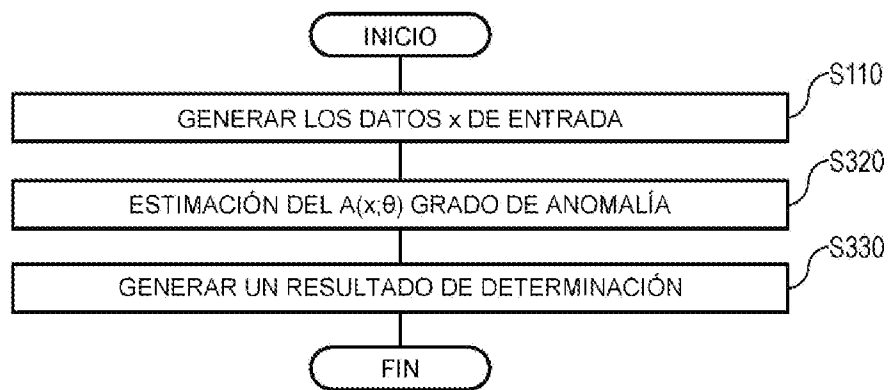 INICIO
S110
GENERAR LOS DATOS x DE ENTRADA
S320
ESTIMACIÓN DEL A(x;θ) GRADO DE ANOMALÍA
S330
GENERAR UN RESULTADO DE DETERMINACIÓN
FIN